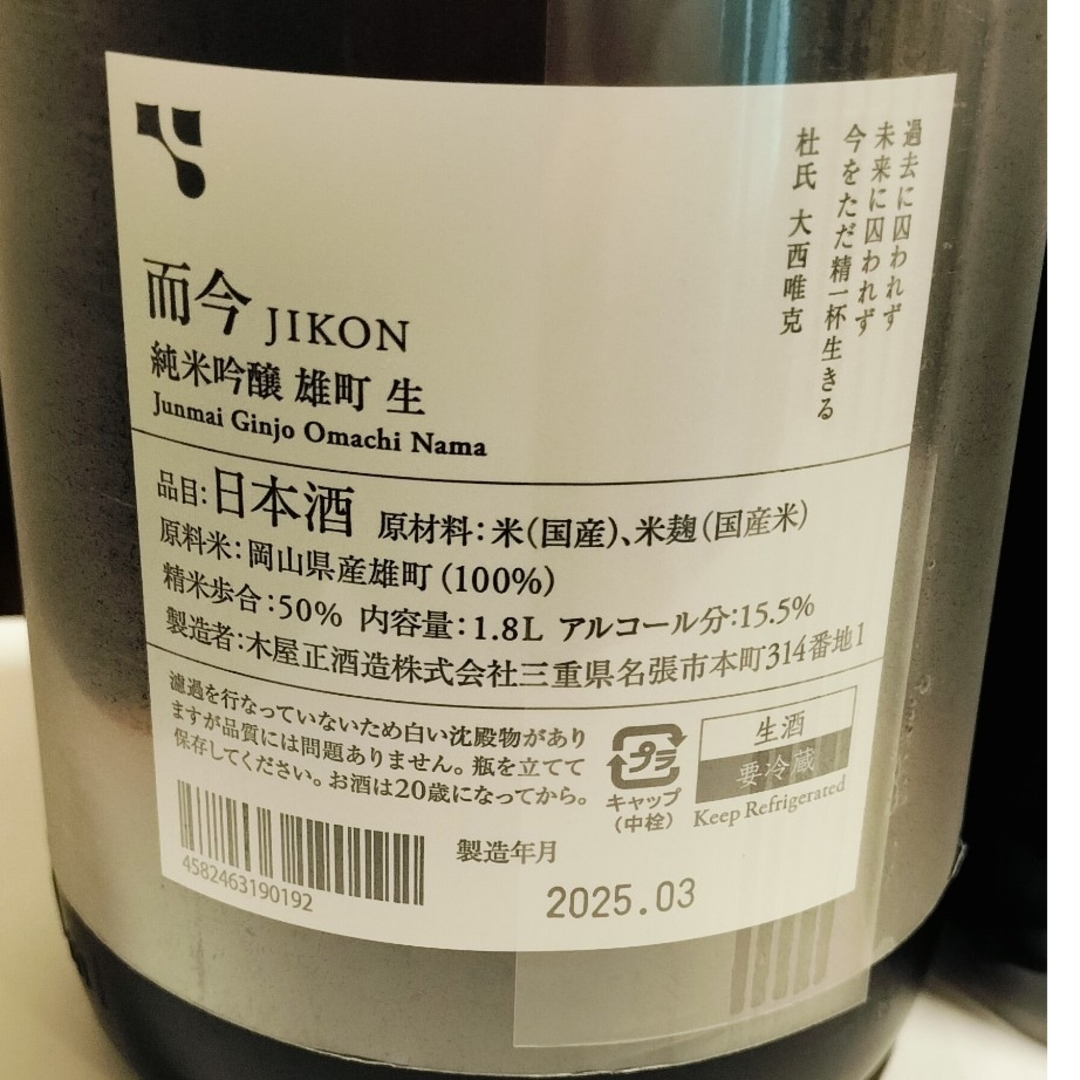 過去に囚われず
未来に囚われず
今をただ精一杯生きる
杜氏 大西唯克
而今 JIKON
純米吟醸 雄町 生
Junmai Ginjo Omachi Nama
品目:日本酒 原材料:米(国産)、米麹(国産米)
原料米:岡山県産雄町(100%)
精米歩合:50% 内容量:1.8L アルコール分:15.5%
製造者:木屋正酒造株式会社三重県名張市本町314番地1
濾過を行なっていないため白い沈殿物があり
ますが品質には問題ありません。瓶を立てて
保存してください。お酒は20歳になってから。
プラ
キャップ
(中栓)
生酒
要冷蔵
Keep Refrigerated
4582463190192
製造年月
2025.03